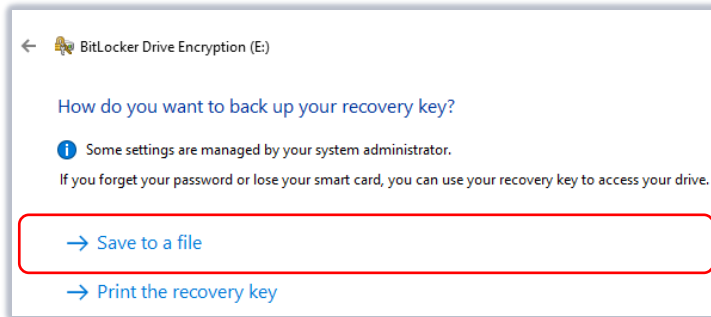 BitLocker Drive Encryption (E:)
How do you want to back up your recovery key?
Some settings are managed by your system administrator.
If you forget your password or lose your smart card, you can use your recovery key to access your drive.
Save to a file
Print the recovery key